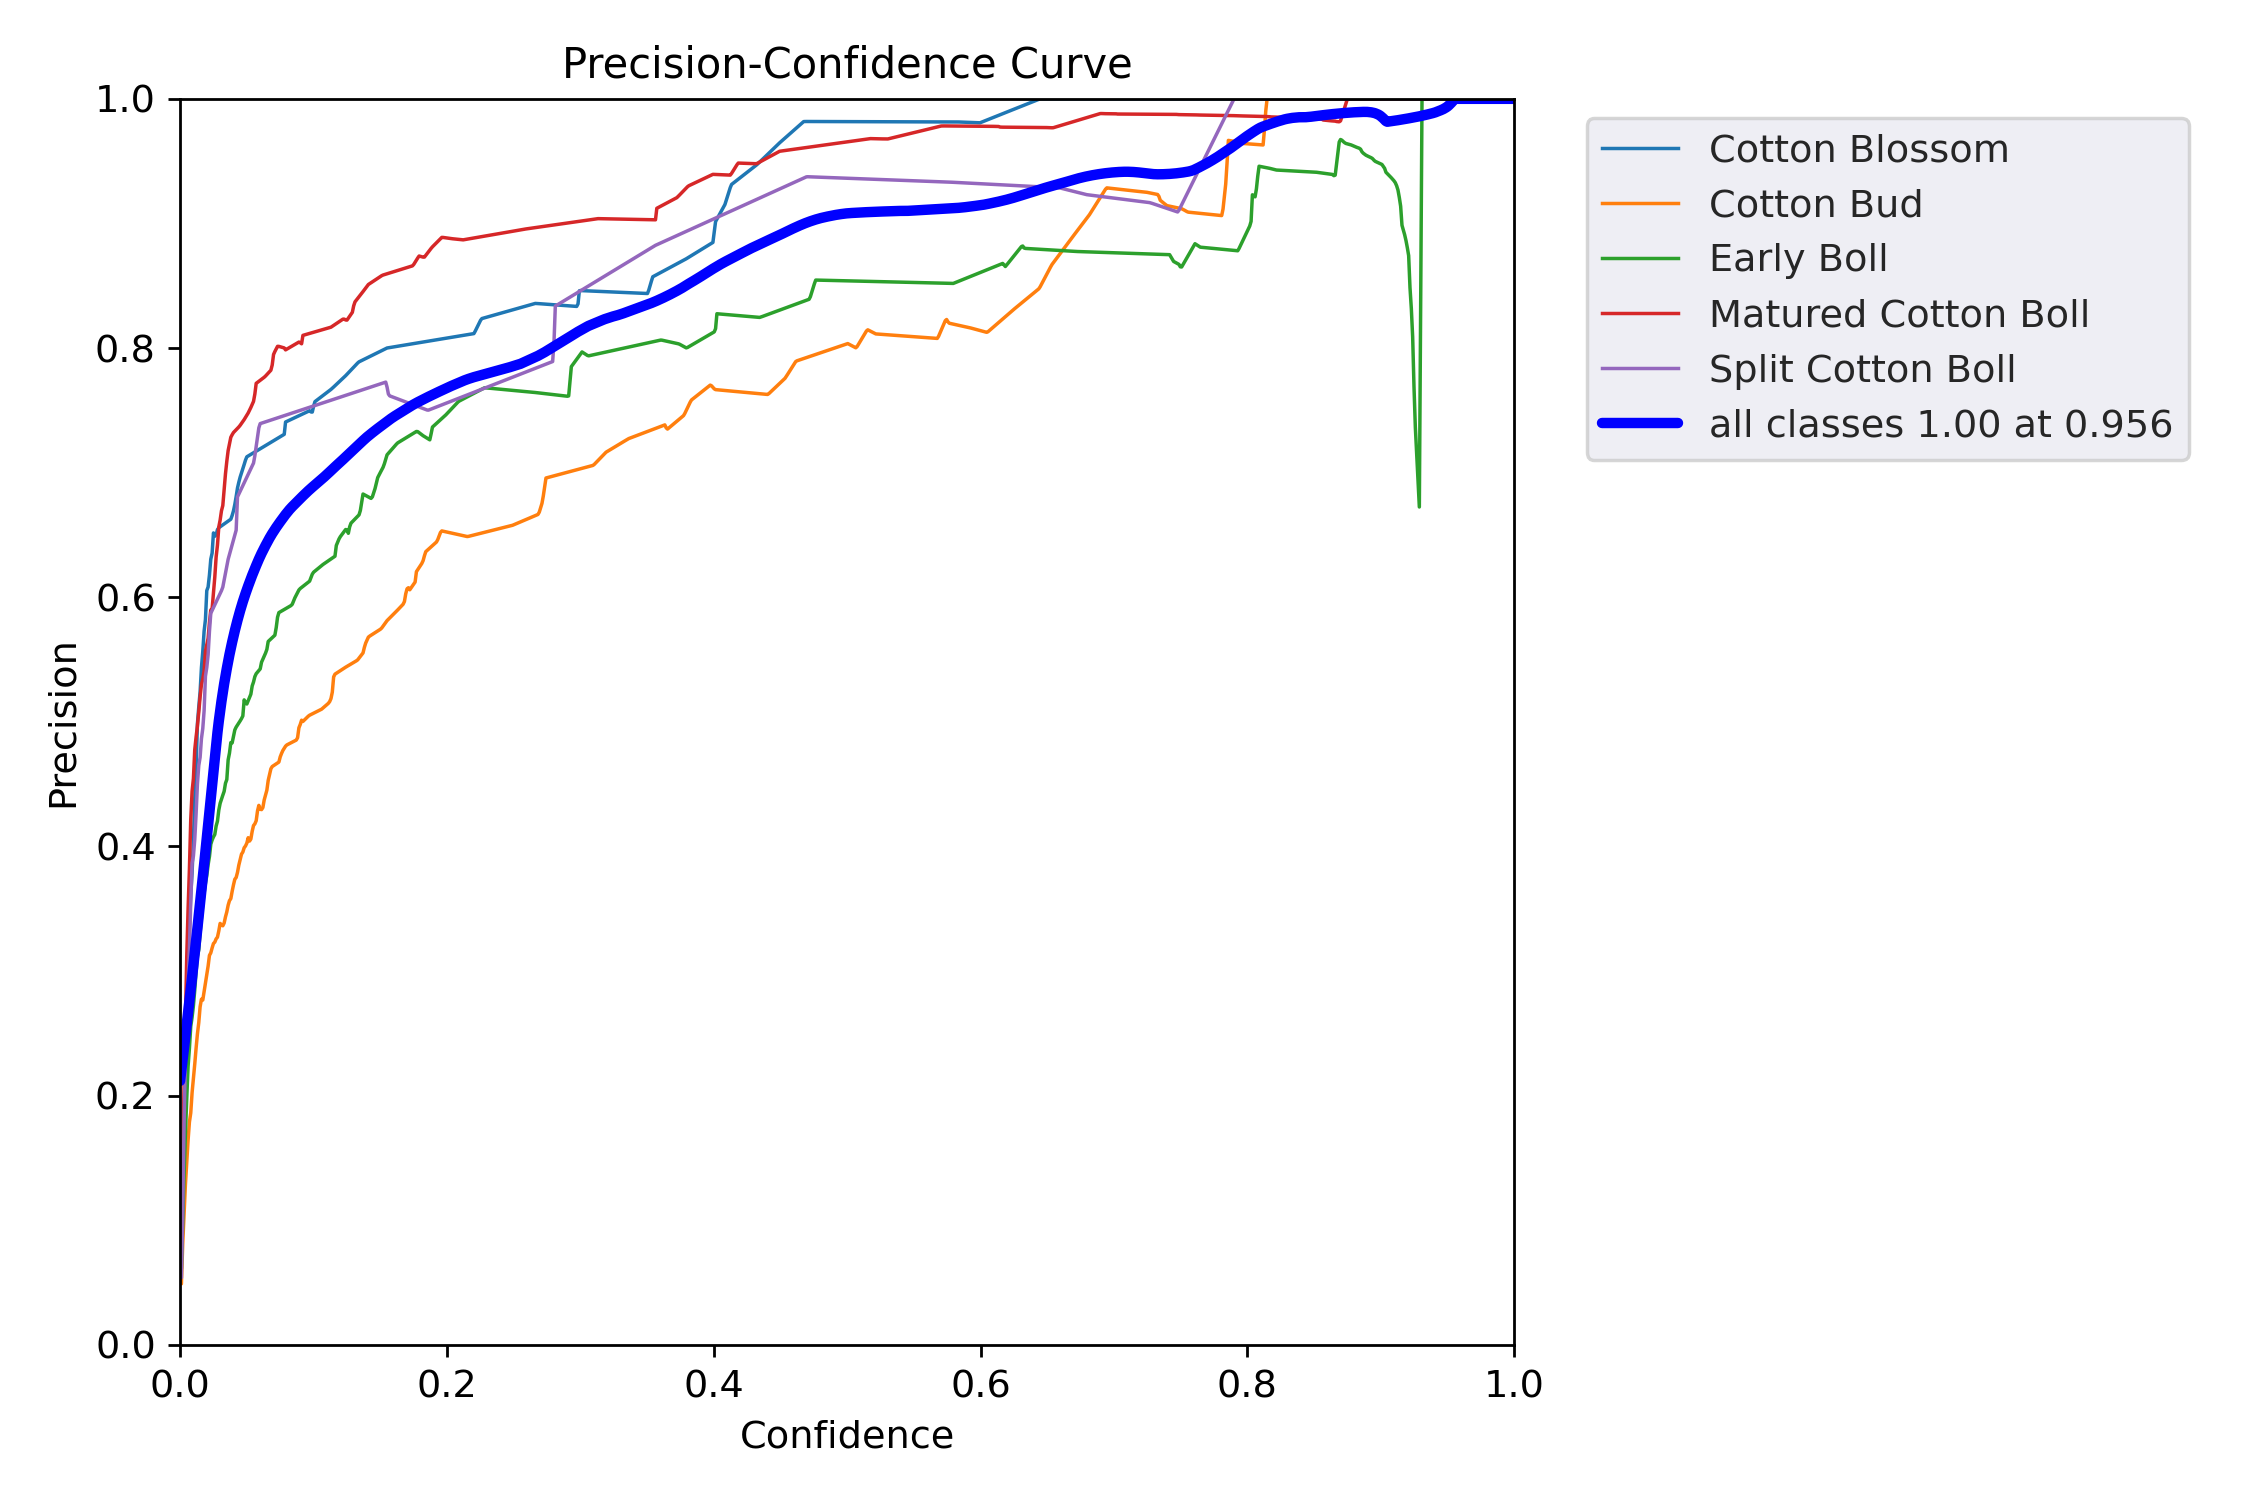 Precision-Confidence Curve
1.0
0.8
0.6
0.4
0.2
0.0
Precision
0.0 0.2 0.4 0.6 0.8 1.0
Confidence
Cotton Blossom
Cotton Bud
Early Boll
Matured Cotton Boll
Split Cotton Boll
all classes 1.00 at 0.956